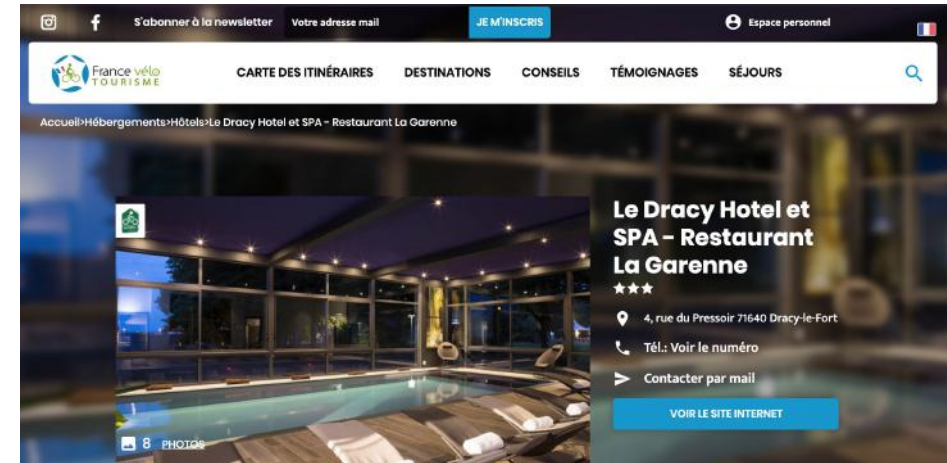 S'abonner à la newsletter Votre adresse mail JE M'INSCRIS Espace personnel
France vélo
TOURISME
CARTE DES ITINÉRAIRES DESTINATIONS CONSEILS TÉMOIGNAGES SÉJOURS
Accueil>Hébergements>Hôtels>Le Dracy Hotel et SPA - Restaurant La Garenne
Le Dracy Hotel et
SPA - Restaurant
La Garenne
4, rue du Pressoir 71640 Dracy-le-Fort
Tél.: Voir le numéro
Contacter par mail
VOIR LE SITE INTERNET
8 PHOTOS